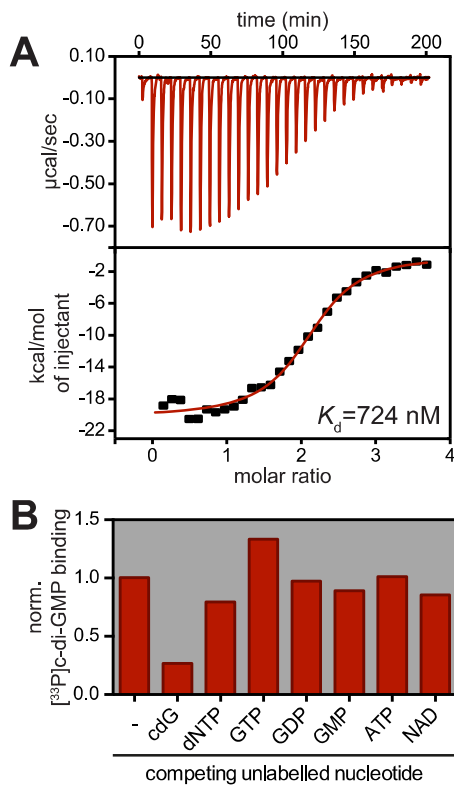 time (min)
0 50 100 150 200
A
0.10
-0.10
-0.30
-0.50
-0.70
µcal/sec
-2
-6
-10
-14
-18
-22
kcal/mol
of injectant
Kd=724 nM
0 1 2 3 4
molar ratio
B
1.5
1.0
0.5
0.0
norm.
[33P]c-di-GMP binding
- cdG dNTP GTP GDP GMP ATP NAD
competing unlabelled nucleotide